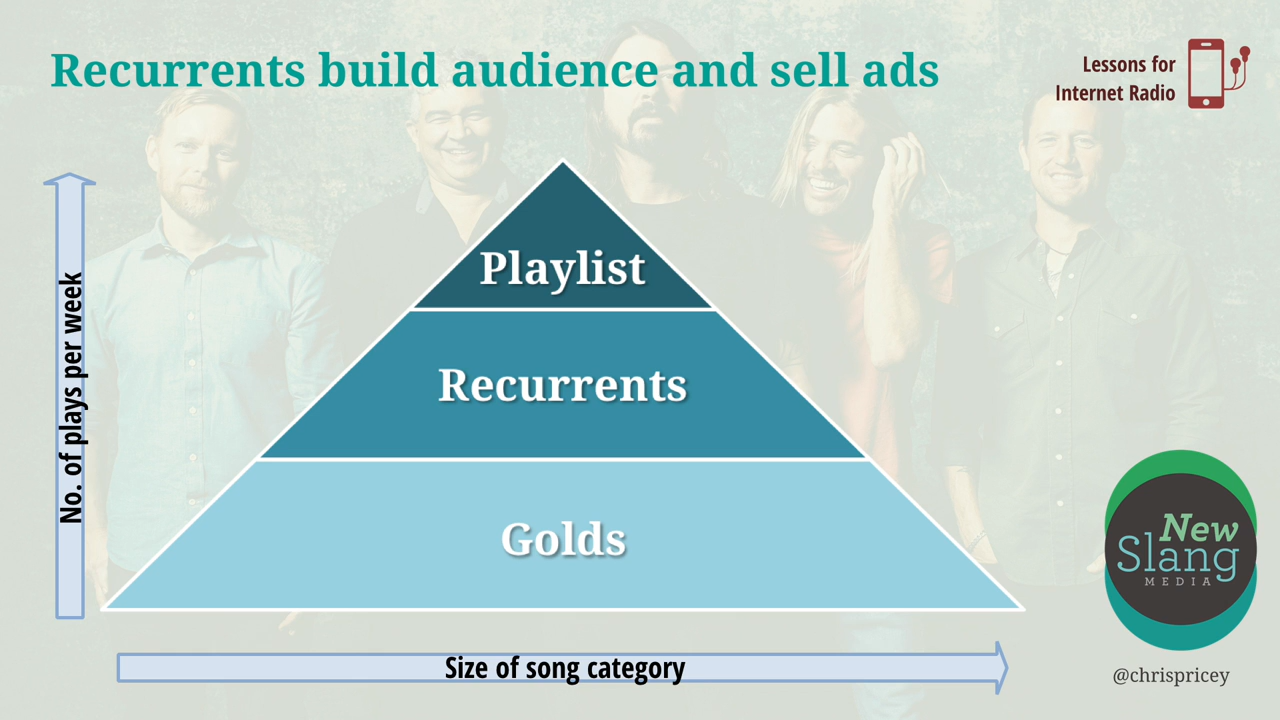 Recurrents build audience and sell ads
Lessons for
Internet Radio
No. of plays per week
Playlist
Recurrents
Golds
Size of song category
New
Slang
MEDIA
@chrispricey